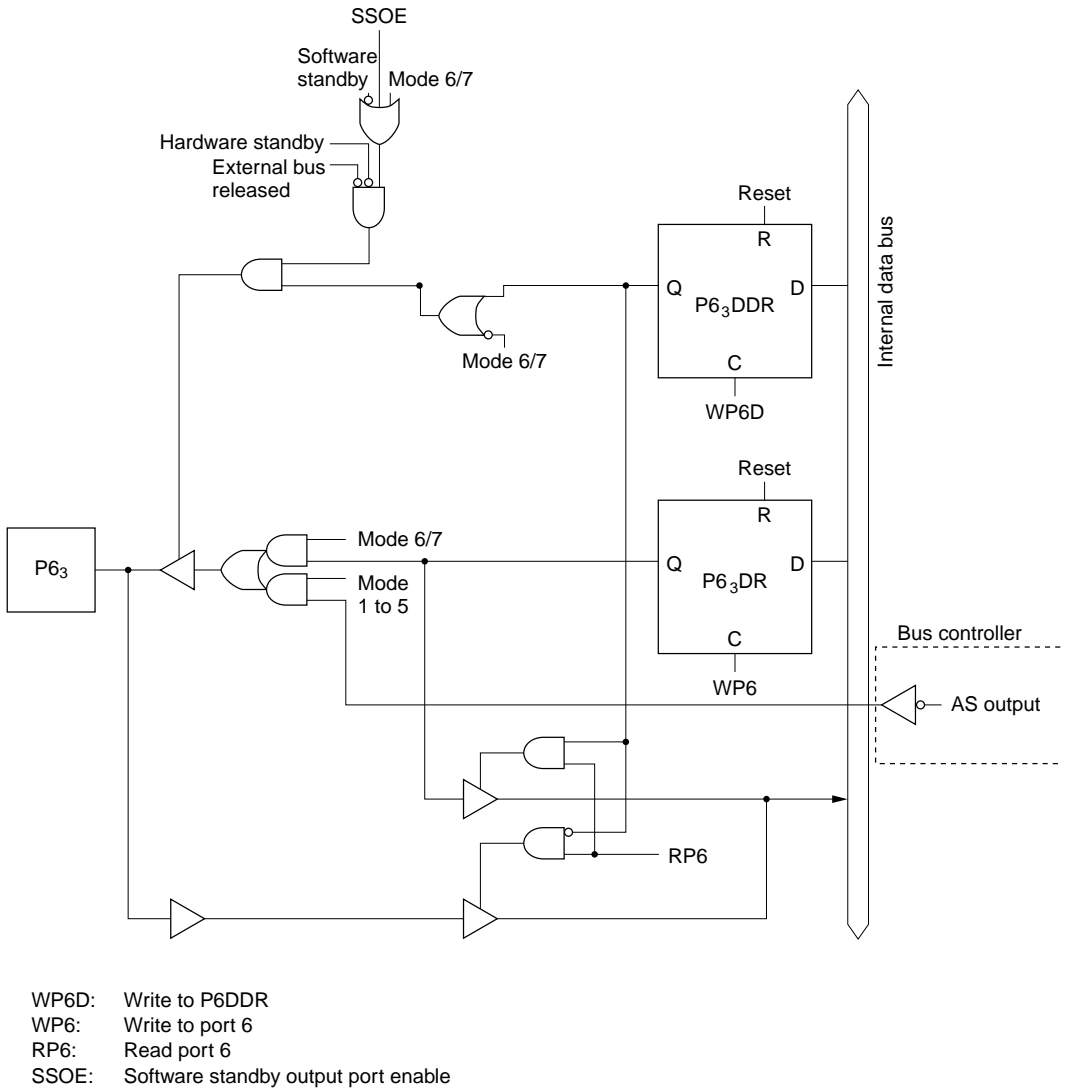 SSOE
Software
standby
Mode 6/7
Hardware standby
External bus
released
Reset
R
Q
D
P6₃DDR
C
WP6D
Mode 6/7
Internal data bus
Reset
R
Q
D
P6₃DR
C
WP6
P6₃
Mode 6/7
Mode
1 to 5
Bus controller
AS output
RP6
WP6D: Write to P6DDR
WP6: Write to port 6
RP6: Read port 6
SSOE: Software standby output port enable